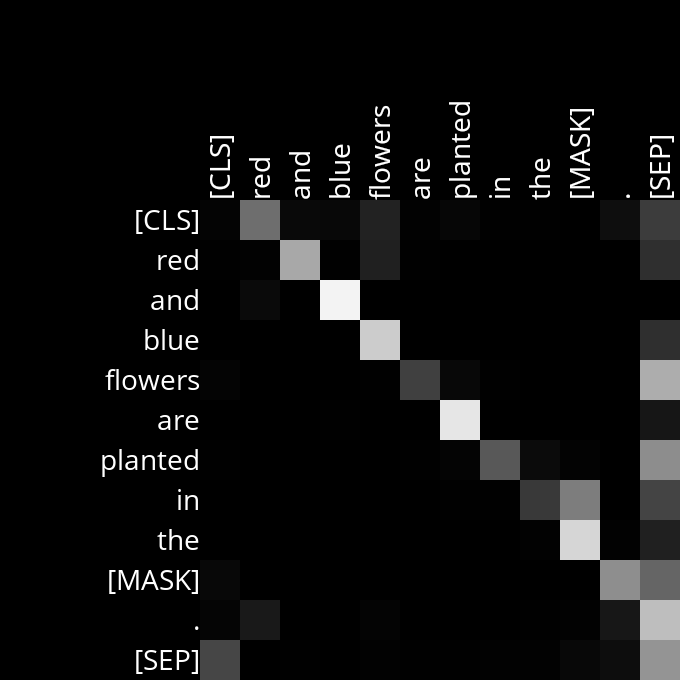 [CLS] red and blue flowers are planted in the [MASK] . [SEP]
[CLS]
red
and
blue
flowers
are
planted
in
the
[MASK]
.
[SEP]